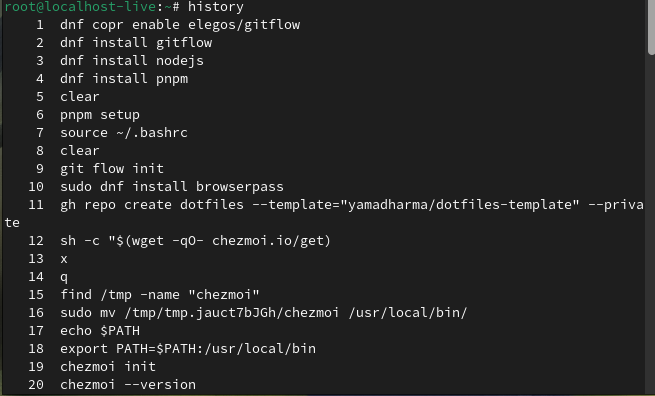 root@localhost-live:~# history
1 dnf copr enable elegos/gitflow
2 dnf install gitflow
3 dnf install nodejs
4 dnf install pnpm
5 clear
6 pnpm setup
7 source ~/.bashrc
8 clear
9 git flow init
10 sudo dnf install browserpass
11 gh repo create dotfiles --template="yamadharma/dotfiles-template" --priva
te
12 sh -c "$(wget -qO- chezmoi.io/get)
13 x
14 q
15 find /tmp -name "chezmoi"
16 sudo mv /tmp/tmp.jauct7bJGh/chezmoi /usr/local/bin/
17 echo $PATH
18 export PATH=$PATH:/usr/local/bin
19 chezmoi init
20 chezmoi --version